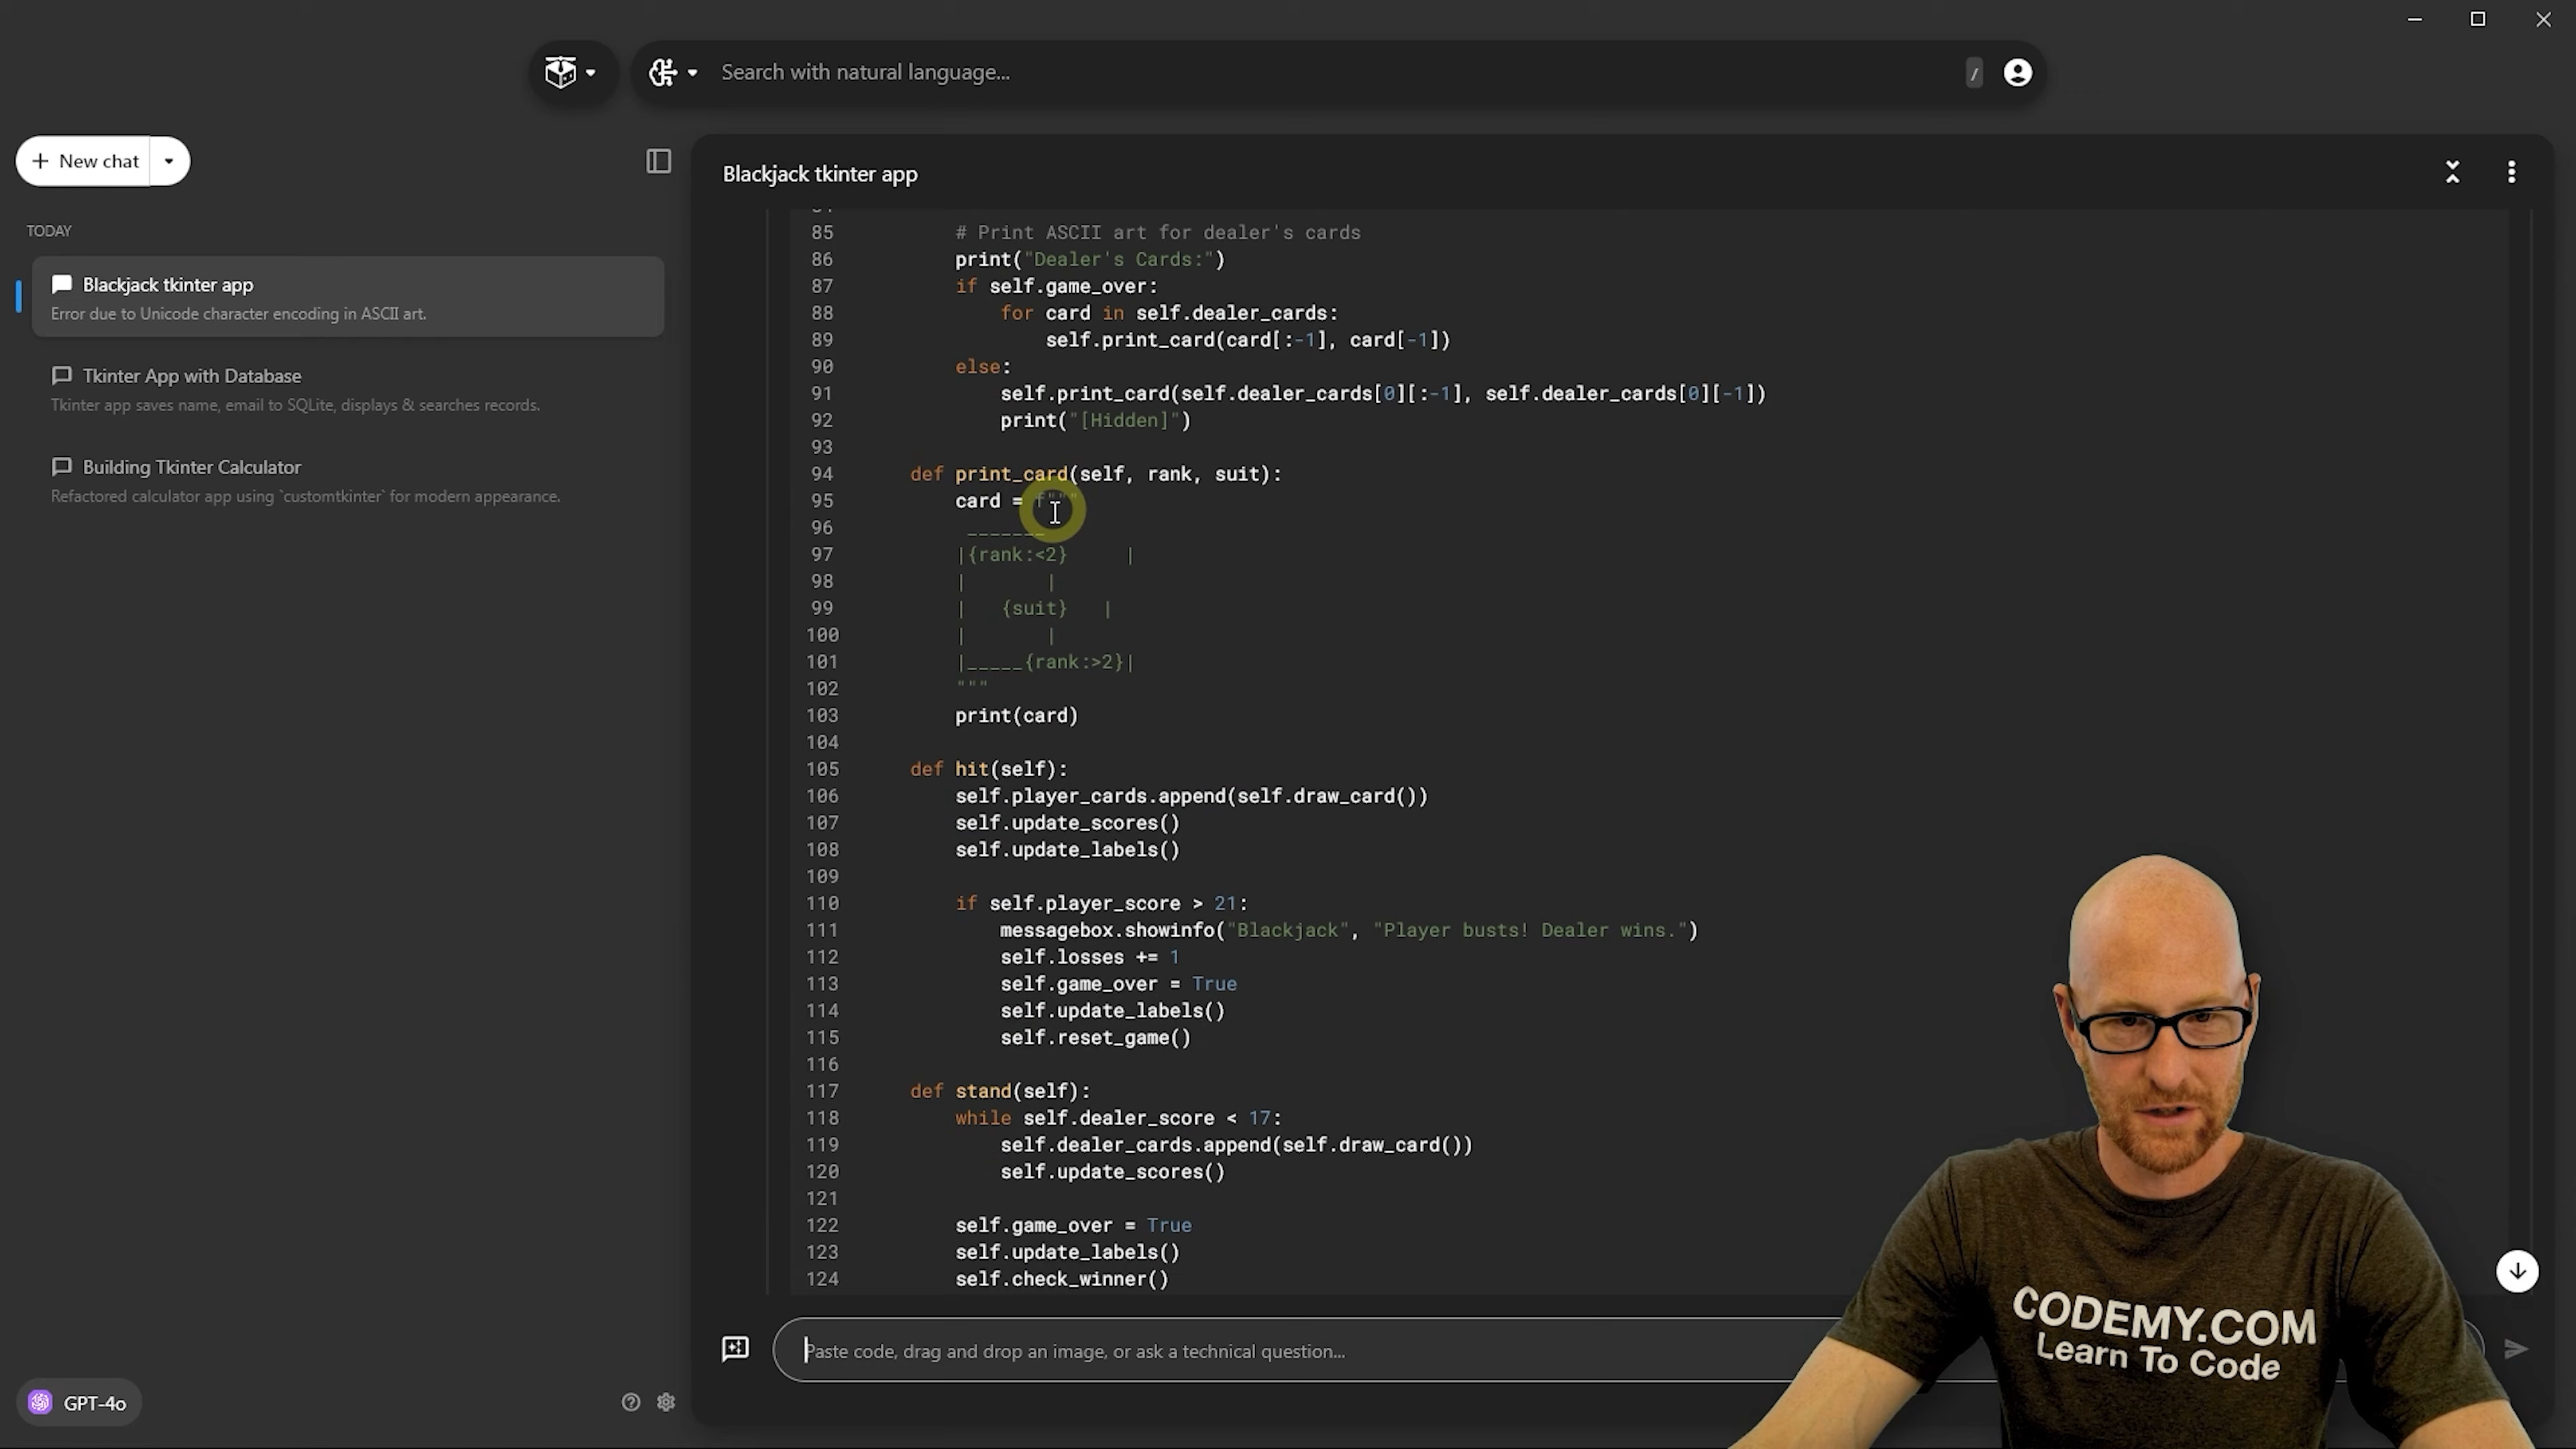 Search with natural language...
/
New chat
TODAY
Blackjack tkinter app
Error due to Unicode character encoding in ASCII art.
Tkinter App with Database
Tkinter app saves name, email to SQLite, displays & searches records.
Building Tkinter Calculator
Refactored calculator app using `customtkinter` for modern appearance.
GPT-4o
Blackjack tkinter app
85 # Print ASCII art for dealer's cards
86 print("Dealer's Cards:")
87 if self.game_over:
88 for card in self.dealer_cards:
89 self.print_card(card[:-1], card[-1])
90 else:
91 self.print_card(self.dealer_cards[0][:-1], self.dealer_cards[0][-1])
92 print("[Hidden]")
93
94 def print_card(self, rank, suit):
95 card = f"""
96 _______
97 |{rank:<2}     |
98 |       |
99 |   {suit}   |
100 |       |
101 |_____{rank:>2}|
102 """
103 print(card)
104
105 def hit(self):
106 self.player_cards.append(self.draw_card())
107 self.update_scores()
108 self.update_labels()
109
110 if self.player_score > 21:
111 messagebox.showinfo("Blackjack", "Player busts! Dealer wins.")
112 self.losses += 1
113 self.game_over = True
114 self.update_labels()
115 self.reset_game()
116
117 def stand(self):
118 while self.dealer_score < 17:
119 self.dealer_cards.append(self.draw_card())
120 self.update_scores()
121
122 self.game_over = True
123 self.update_labels()
124 self.check_winner()
Paste code, drag and drop an image, or ask a technical question...
CODEMY.COM
Learn To Code